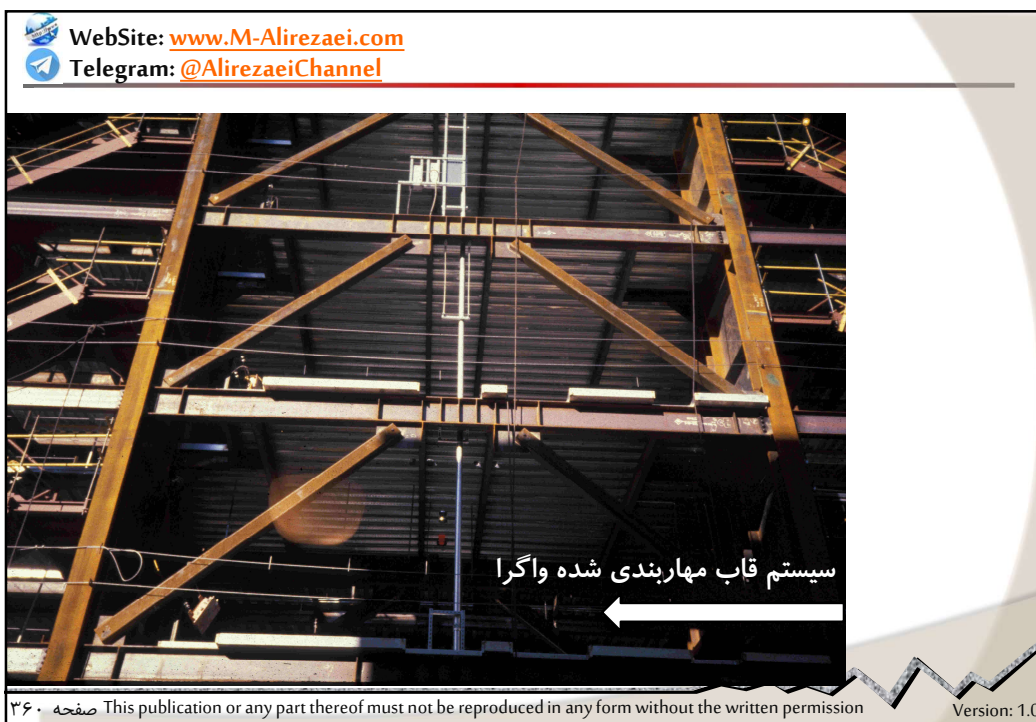 WebSite: www.M-Alirezaei.com
Telegram: @AlirezaeiChannel
سیستم قاب مهاربندی شده واگرا
صفحه ۳۶۰ This publication or any part thereof must not be reproduced in any form without the written permission Version: 1.0